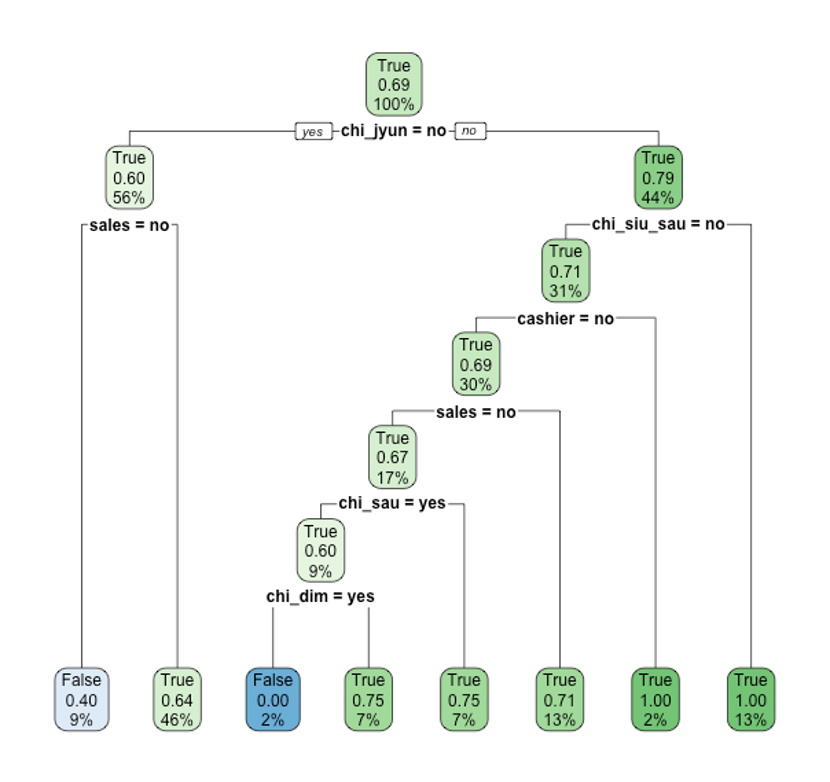 True
0.69
100%
yes chi_jyun = no no
True
0.60
56%
True
0.79
44%
sales = no
chi_siu_sau = no
True
0.71
31%
cashier = no
True
0.69
30%
sales = no
True
0.67
17%
chi_sau = yes
True
0.60
9%
chi_dim = yes
False
0.40
9%
True
0.64
46%
False
0.00
2%
True
0.75
7%
True
0.75
7%
True
0.71
13%
True
1.00
2%
True
1.00
13%